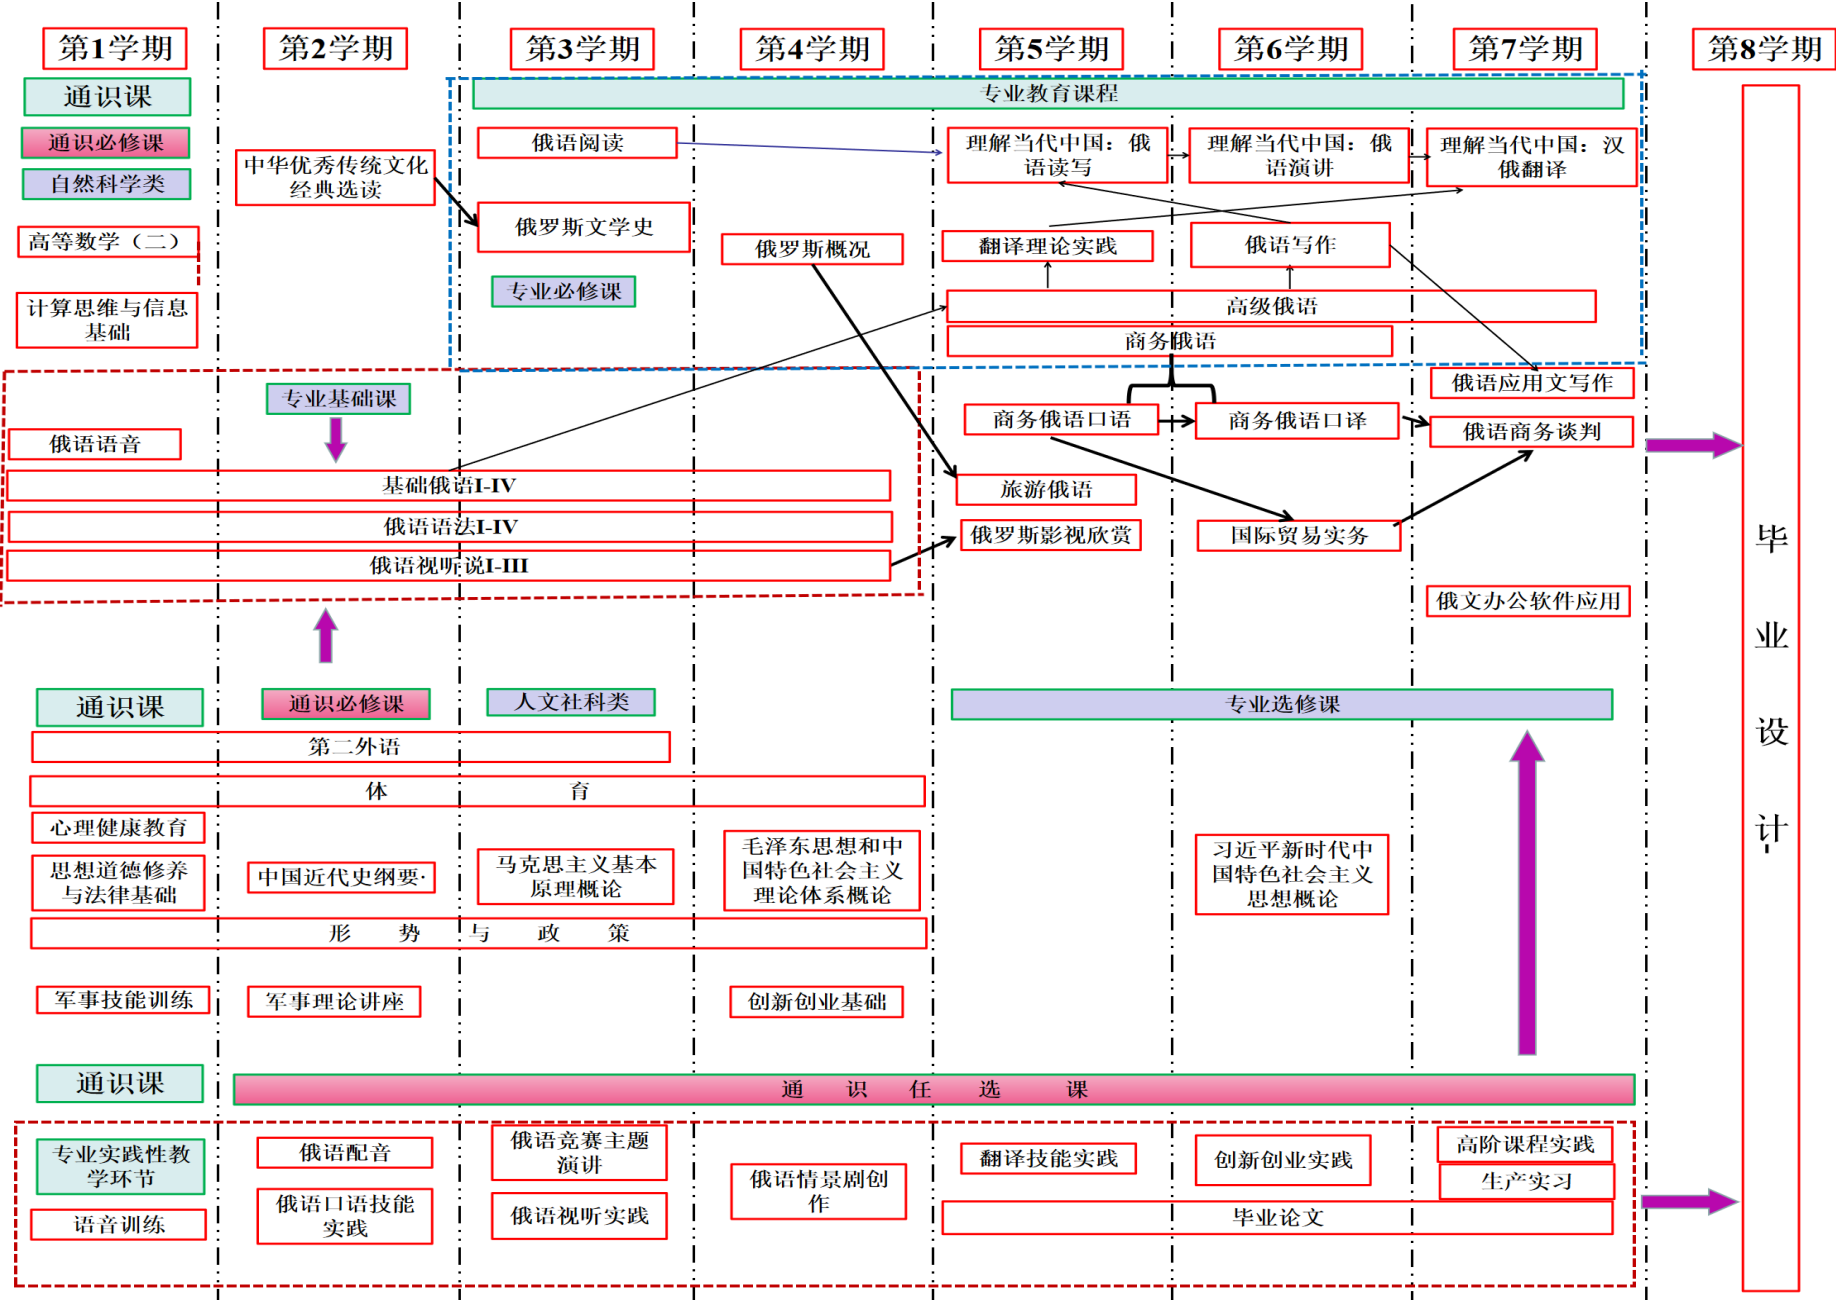 第1学期
第2学期
第3学期
第4学期
第5学期
第6学期
第7学期
第8学期
通识课
专业教育课程
通识必修课
自然科学类
高等数学（二）
计算思维与信息
基础
中华优秀传统文化
经典选读
俄语阅读
俄罗斯文学史
专业必修课
俄罗斯概况
理解当代中国：俄
语读写
理解当代中国：俄
语演讲
理解当代中国：汉
俄翻译
翻译理论实践
俄语写作
高级俄语
商务俄语
专业基础课
俄语语音
基础俄语I-IV
俄语语法I-IV
俄语视听说I-III
商务俄语口语
商务俄语口译
俄语应用文写作
俄语商务谈判
旅游俄语
俄罗斯影视欣赏
国际贸易实务
俄文办公软件应用
毕
业
设
计-
通识课
通识必修课
人文社科类
专业选修课
第二外语
体 育
心理健康教育
思想道德修养
与法律基础
中国近代史纲要·
马克思主义基本
原理概论
毛泽东思想和中
国特色社会主义
理论体系概论
习近平新时代中
国特色社会主义
思想概论
形 势 与 政 策
军事技能训练
军事理论讲座
创新创业基础
通识课
通 识 任 选 课
专业实践性教
学环节
语音训练
俄语配音
俄语口语技能
实践
俄语竞赛主题
演讲
俄语视听实践
俄语情景剧创
作
翻译技能实践
创新创业实践
高阶课程实践
生产实习
毕业论文